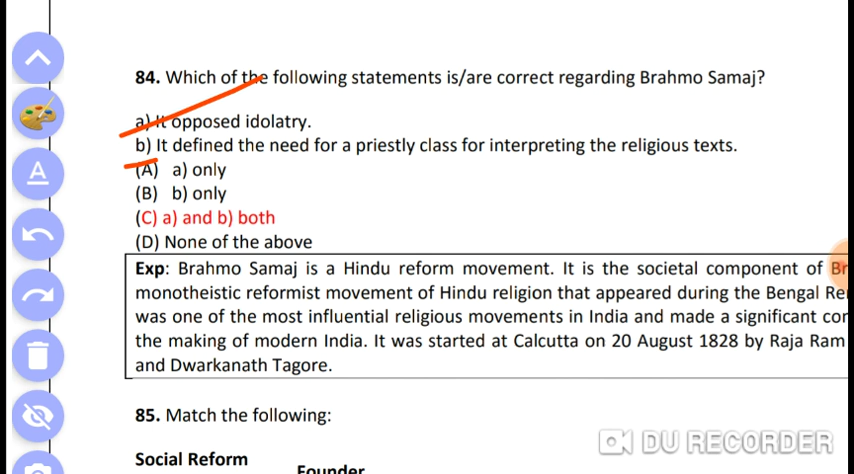 84. Which of the following statements is/are correct regarding Brahmo Samaj?
a) It opposed idolatry.
b) It defined the need for a priestly class for interpreting the religious texts.
(A) a) only
(B) b) only
(C) a) and b) both
(D) None of the above
Exp: Brahmo Samaj is a Hindu reform movement. It is the societal component of Br
monotheistic reformist movement of Hindu religion that appeared during the Bengal Re
was one of the most influential religious movements in India and made a significant con
the making of modern India. It was started at Calcutta on 20 August 1828 by Raja Ram
and Dwarkanath Tagore.
85. Match the following:
Social Reform
Founder
A
DU RECORDER